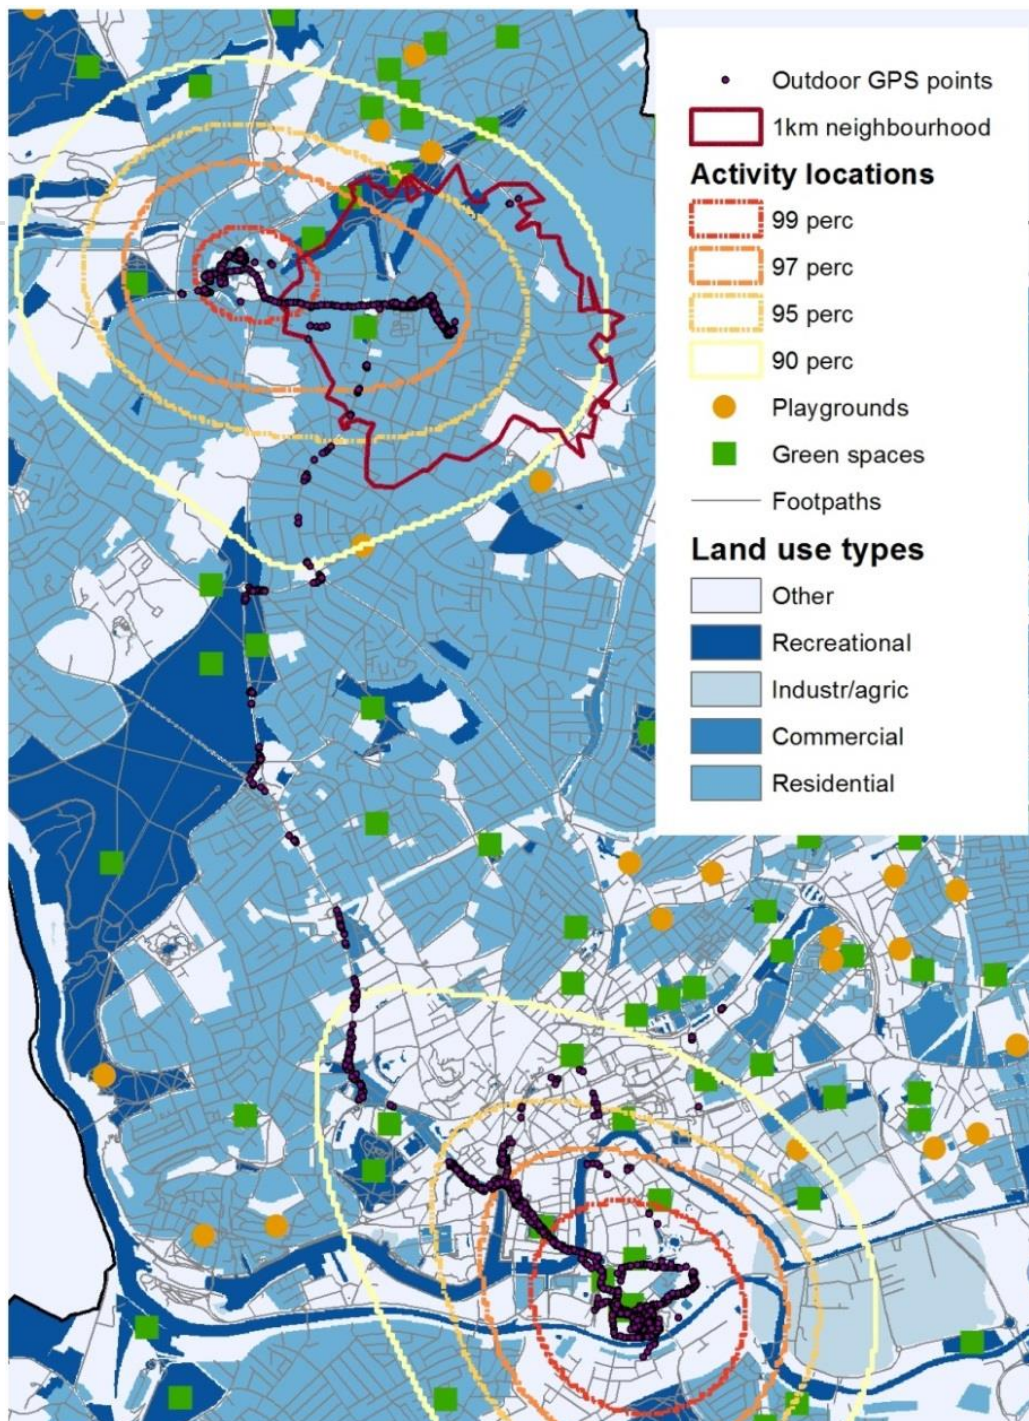 Outdoor GPS points
1km neighbourhood
Activity locations
99 perc
97 perc
95 perc
90 perc
Playgrounds
Green spaces
Footpaths
Land use types
Other
Recreational
Industr/agric
Commercial
Residential